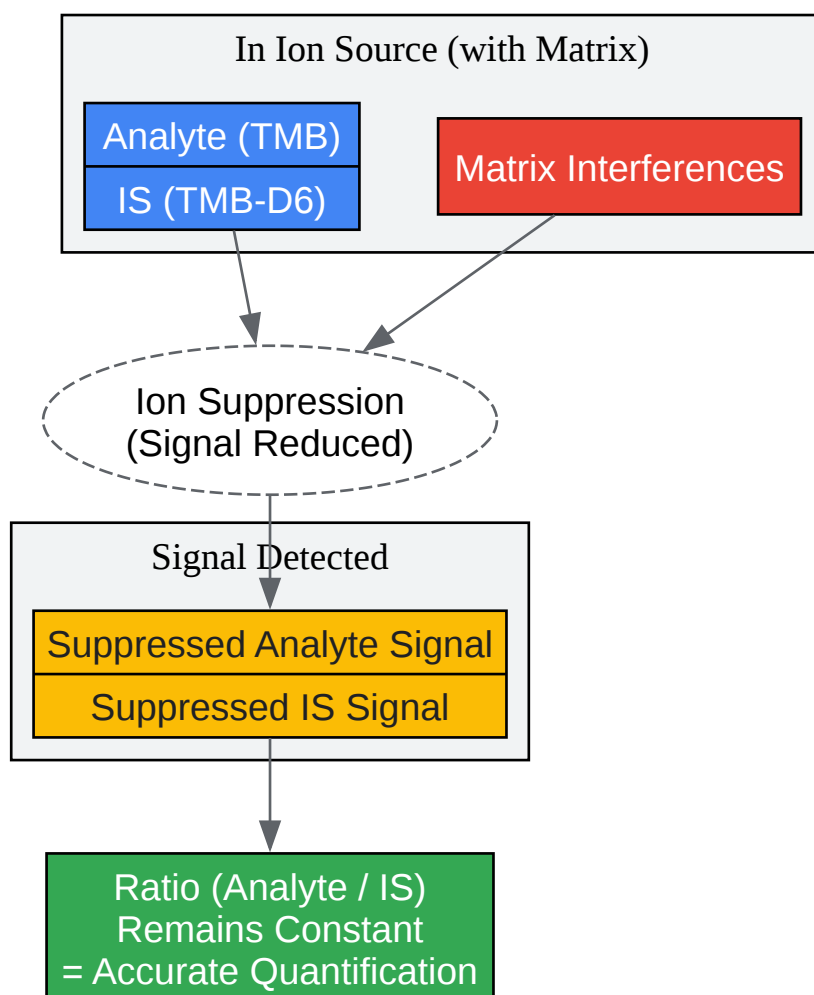 In Ion Source (with Matrix)
Analyte (TMB)
IS (TMB-D6)
Matrix Interferences
Ion Suppression
(Signal Reduced)
Signal Detected
Suppressed Analyte Signal
Suppressed IS Signal
Ratio (Analyte / IS)
Remains Constant
= Accurate Quantification